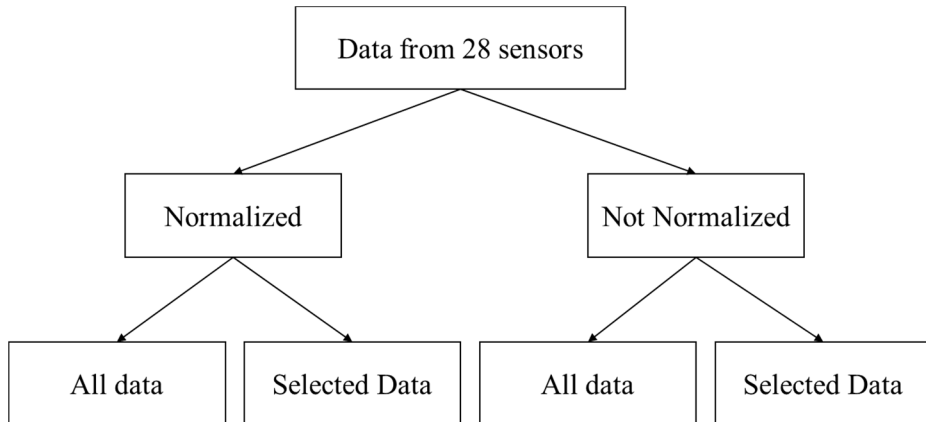 Data from 28 sensors
Normalized
Not Normalized
All data
Selected Data
All data
Selected Data